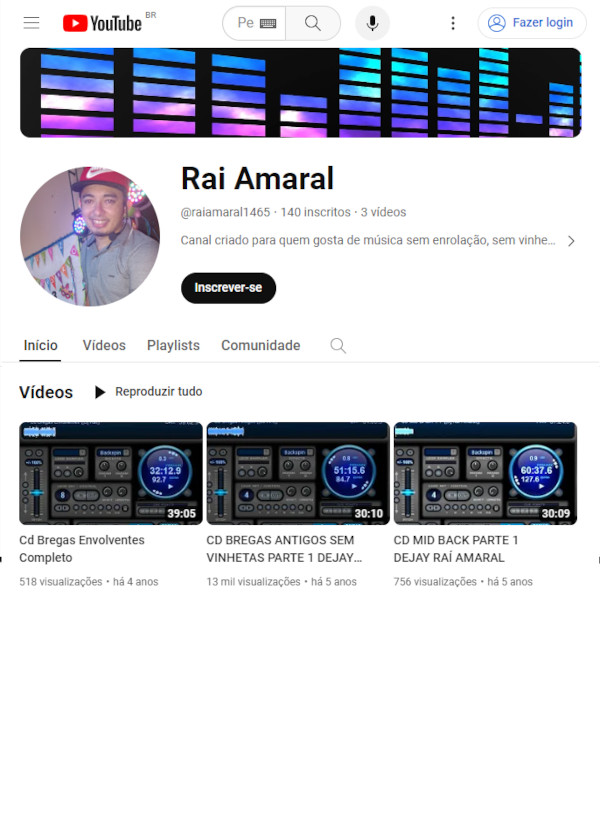 YouTube BR
Pe
Fazer login
Rai Amaral
@raiamaral1465 · 140 inscritos · 3 vídeos
Canal criado para quem gosta de música sem enrolação, sem vinhe...
Inscrever-se
Início Vídeos Playlists Comunidade
Vídeos Reproduzir tudo
Backspin Backspin Backspin
32:12.9 51:15.6 60:37.6
92.7 84.7 127.6
8 4 4
39:05 30:10 30:09
Cd Bregas Envolventes
Completo
518 visualizações • há 4 anos
CD BREGAS ANTIGOS SEM
VINHETAS PARTE 1 DEJAY...
13 mil visualizações • há 5 anos
CD MID BACK PARTE 1
DEJAY RAÍ AMARAL
756 visualizações • há 5 anos